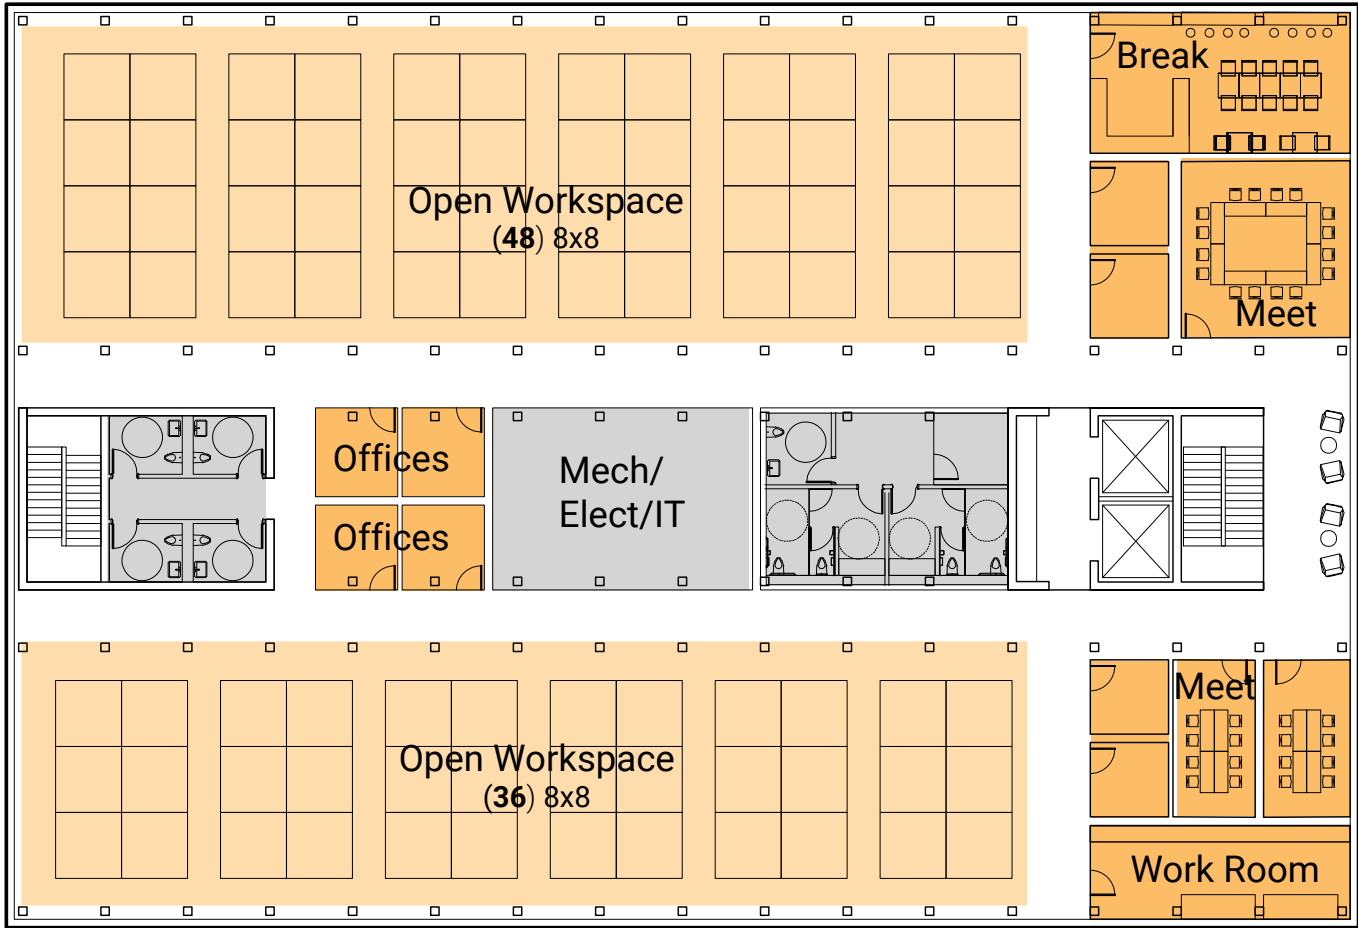 Break
Open Workspace
(48) 8x8
Meet
Offices
Mech/
Elect/IT
Offices
Meet
Open Workspace
(36) 8x8
Work Room